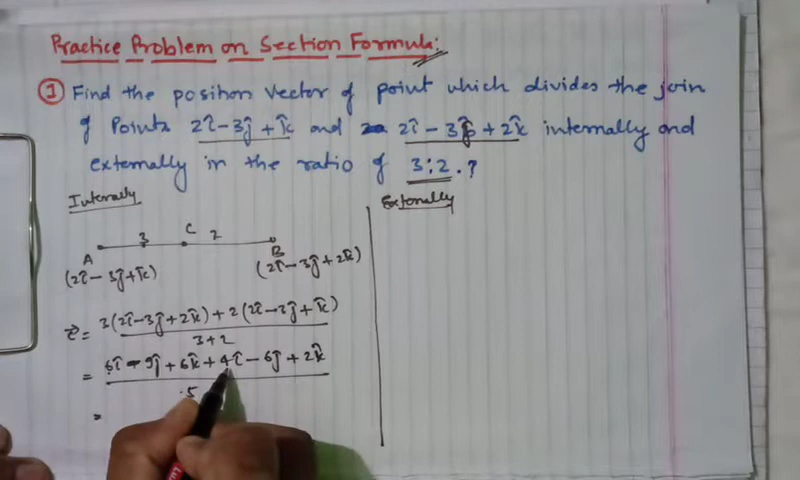 Practice Problem on Section Formula:
① Find the position vector of point which divides the join
of Points 2î-3ĵ+k̂ and 2î-3ĵ+2k̂ internally and
externally in the ratio of 3:2.?
Internally
3 C 2
A B
(2î-3ĵ+k̂) (2î-3ĵ+2k̂)
c⃗ = 3(2î-3ĵ+2k̂)+2(2î-3ĵ+k̂)
3+2
= 6î-9ĵ+6k̂+4î-6ĵ+2k̂
5
=
Externally